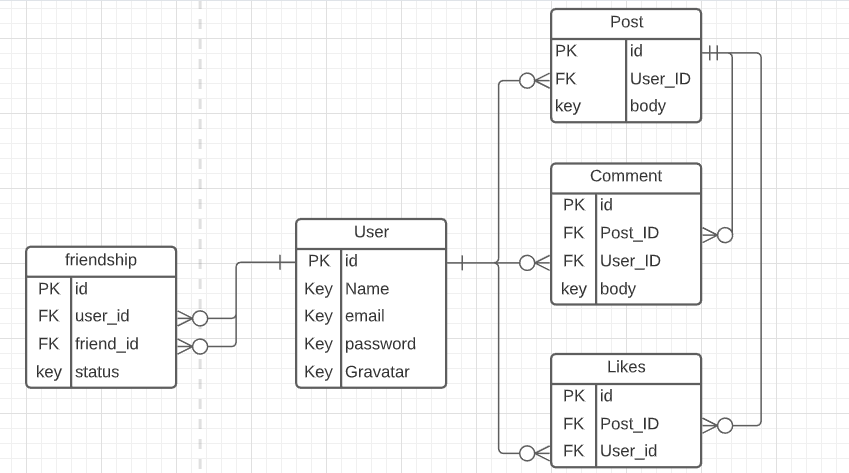 Post
PK id
FK User_ID
key body
Comment
PK id
FK Post_ID
FK User_ID
key body
User
PK id
Key Name
Key email
Key password
Key Gravatar
friendship
PK id
FK user_id
FK friend_id
key status
Likes
PK id
FK Post_ID
FK User_id